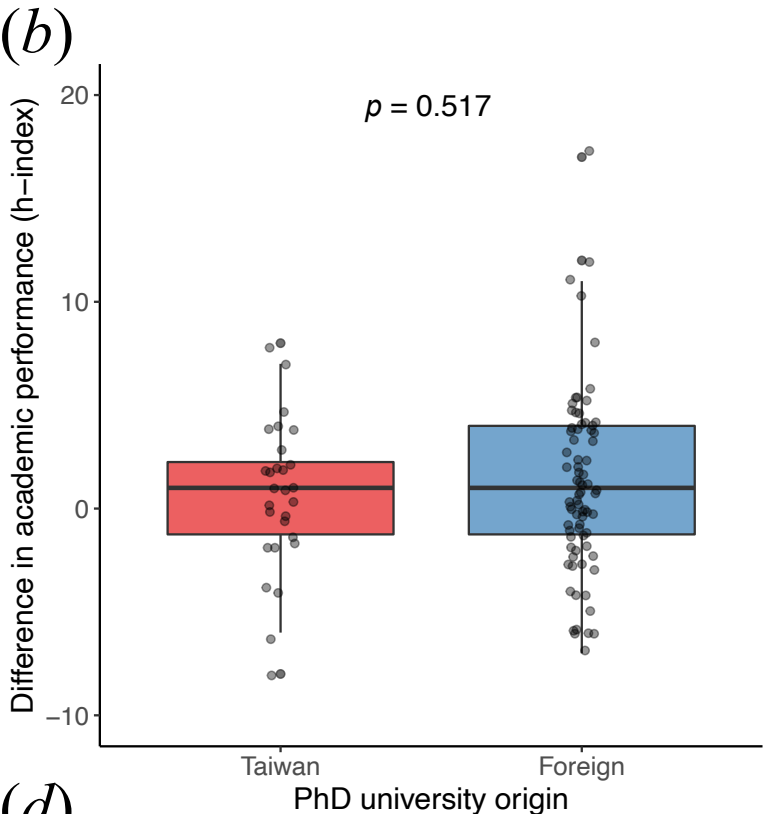 (b)
Difference in academic performance (h−index)
20
10
0
−10
p = 0.517
Taiwan Foreign
PhD university origin
(d)